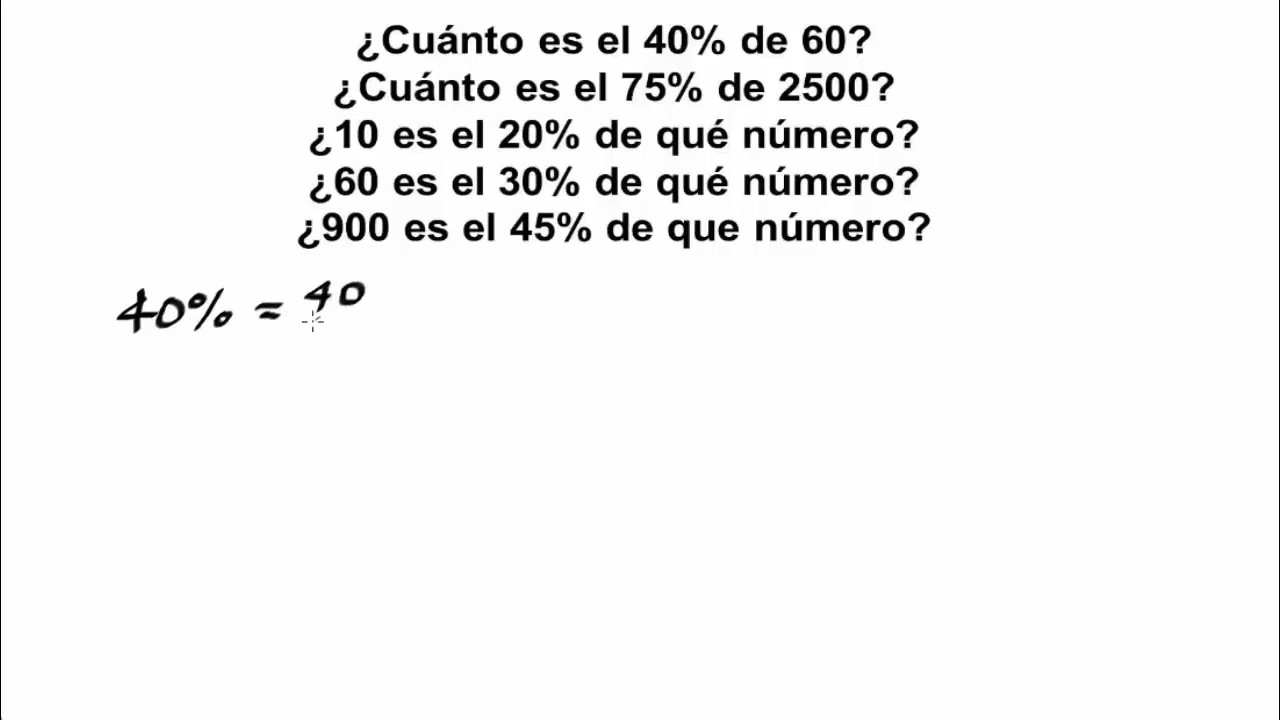 ¿Cuánto es el 40% de 60?
¿Cuánto es el 75% de 2500?
¿10 es el 20% de qué número?
¿60 es el 30% de qué número?
¿900 es el 45% de que número?
40% = 40